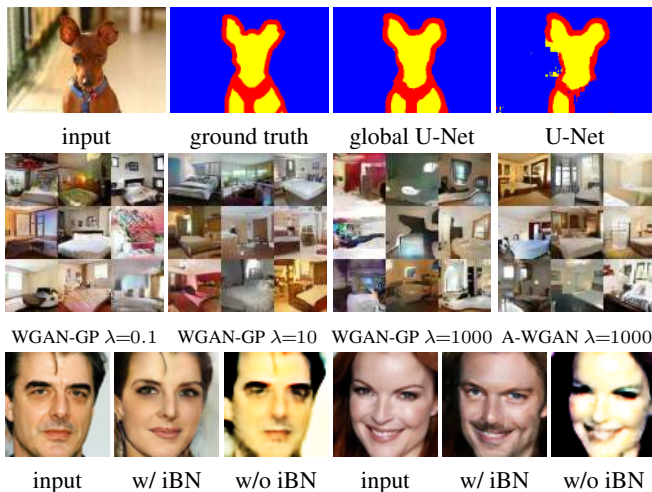 input ground truth global U-Net U-Net
WGAN-GP λ=0.1 WGAN-GP λ=10 WGAN-GP λ=1000 A-WGAN λ=1000
input w/ iBN w/o iBN input w/ iBN w/o iBN